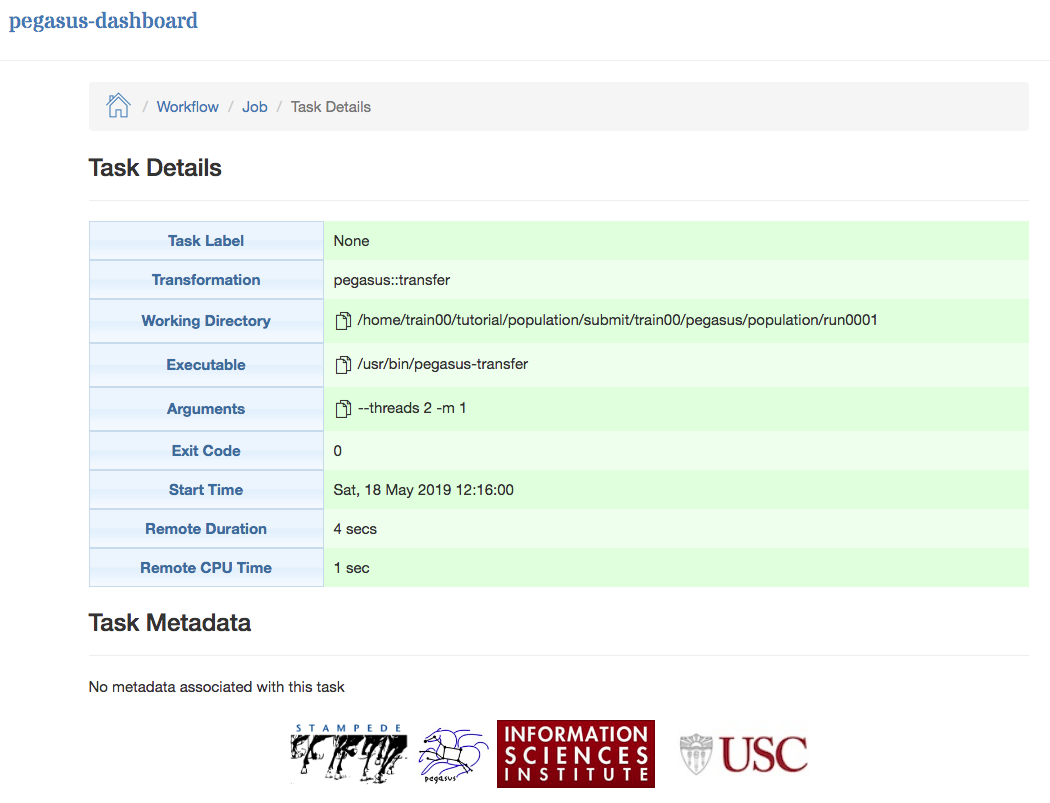 pegasus-dashboard
/ Workflow / Job / Task Details
Task Details
Task Label None
Transformation pegasus::transfer
Working Directory /home/train00/tutorial/population/submit/train00/pegasus/population/run0001
Executable /usr/bin/pegasus-transfer
Arguments --threads 2 -m 1
Exit Code 0
Start Time Sat, 18 May 2019 12:16:00
Remote Duration 4 secs
Remote CPU Time 1 sec
Task Metadata
No metadata associated with this task
STAMPEDE
pegasus
INFORMATION
SCIENCES
INSTITUTE
USC